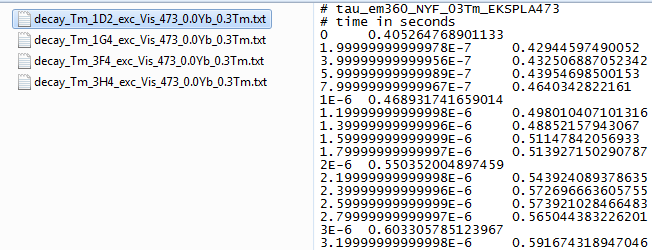 decay_Tm_1D2_exc_Vis_473_0.0Yb_0.3Tm.txt
decay_Tm_1G4_exc_Vis_473_0.0Yb_0.3Tm.txt
decay_Tm_3F4_exc_Vis_473_0.0Yb_0.3Tm.txt
decay_Tm_3H4_exc_Vis_473_0.0Yb_0.3Tm.txt
# tau_em360_NYF_03Tm_EKSPLA473
# time in seconds
0 0.405264768901133
1.99999999999978E-7 0.42944597490052
3.99999999999956E-7 0.432506887052342
5.99999999999989E-7 0.43954698500153
7.99999999999967E-7 0.4640342822161
1E-6 0.468931741659014
1.19999999999998E-6 0.498010407101316
1.39999999999996E-6 0.48852157943067
1.59999999999999E-6 0.51147842056933
1.79999999999997E-6 0.513927150290787
2E-6 0.550352004897459
2.19999999999998E-6 0.543924089378635
2.39999999999996E-6 0.572696663605755
2.59999999999999E-6 0.573921028466483
2.79999999999997E-6 0.565044383226201
3E-6 0.603305785123967
3.19999999999998E-6 0.591674318947046